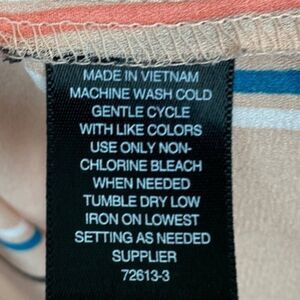 MADE IN VIETNAM
MACHINE WASH COLD
GENTLE CYCLE
WITH LIKE COLORS
USE ONLY NON-
CHLORINE BLEACH
WHEN NEEDED
TUMBLE DRY LOW
IRON ON LOWEST
SETTING AS NEEDED
SUPPLIER
72613-3